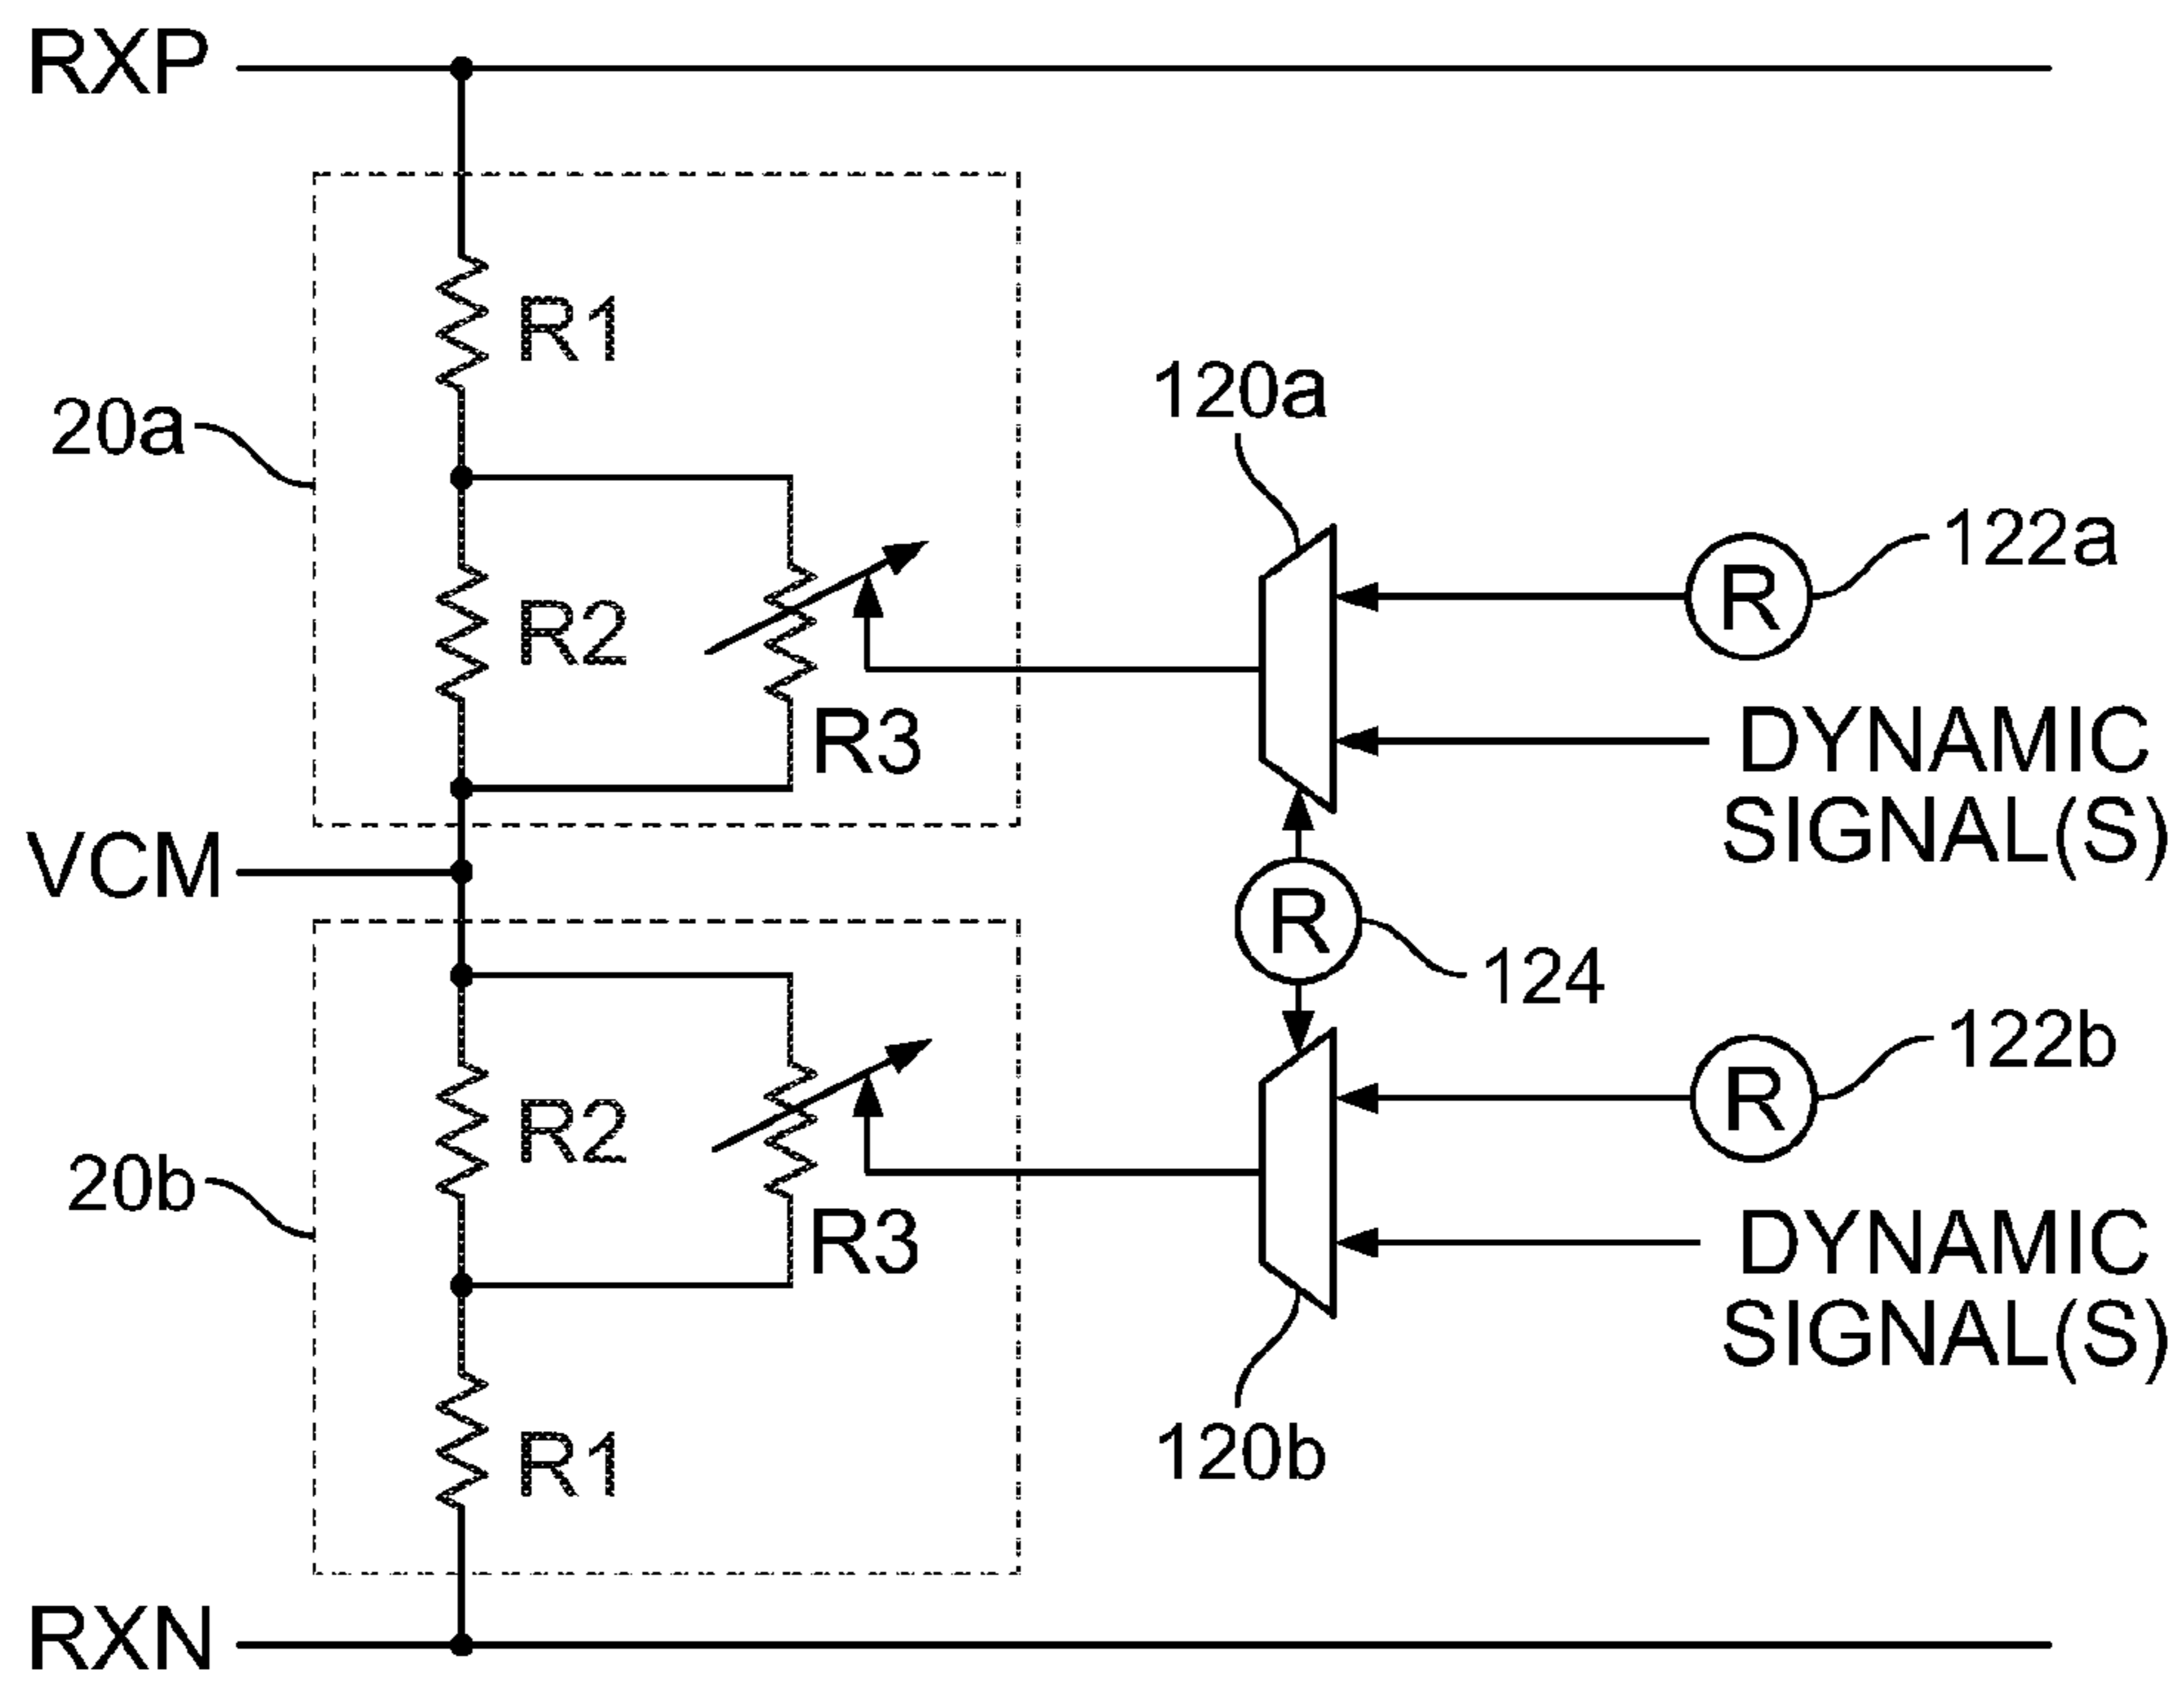 RXP
R1
20a
120a
122a
R
R2
R3
DYNAMIC
SIGNAL(S)
VCM
R
124
122b
R
R2
20b
R3
DYNAMIC
SIGNAL(S)
R1
120b
RXN